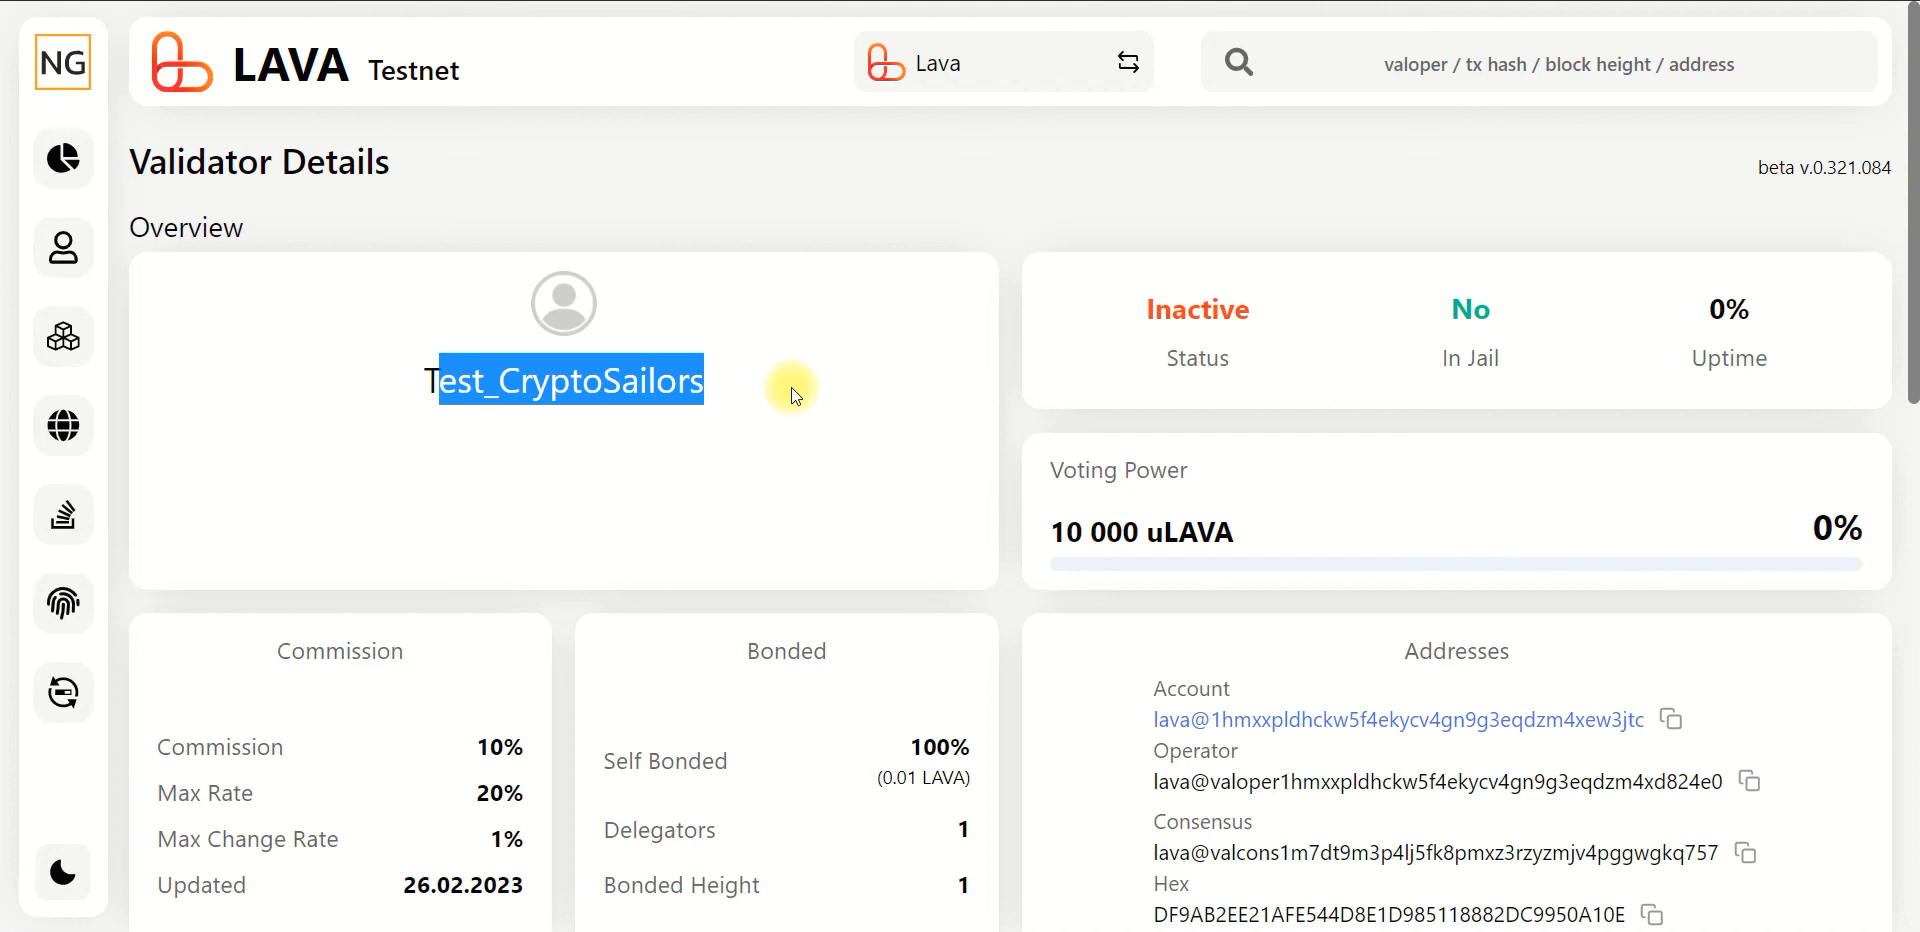 NG
LAVA Testnet
Lava
valoper / tx hash / block height / address
Validator Details
beta v.0.321.084
Overview
Test_CryptoSailors
Inactive
Status
No
In Jail
0%
Uptime
Voting Power
10 000 uLAVA
0%
Commission
Commission 10%
Max Rate 20%
Max Change Rate 1%
Updated 26.02.2023
Bonded
Self Bonded 100%
(0.01 LAVA)
Delegators 1
Bonded Height 1
Addresses
Account
lava@1hmxxpldhckw5f4ekycv4gn9g3eqdzm4xew3jtc
Operator
lava@valoper1hmxxpldhckw5f4ekycv4gn9g3eqdzm4xd824e0
Consensus
lava@valcons1m7dt9m3p4lj5fk8pmxz3rzyzmjv4pggwgkq757
Hex
DF9AB2EE21AFE544D8E1D985118882DC9950A10E